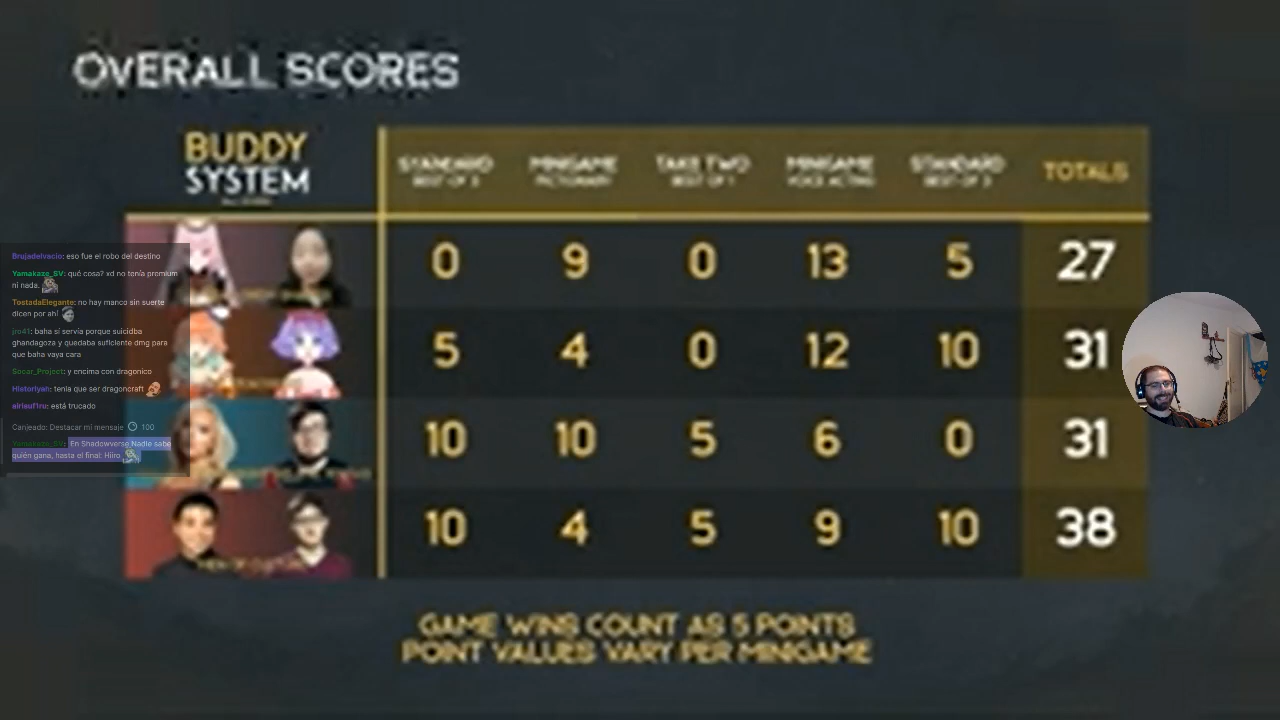 OVERALL SCORES
BUDDY
SYSTEM
STANDARD
BEST OF 3
MINIGAME
PICTIONARY
TAKE TWO
BEST OF 1
MINIGAME
VOICE ACTING
STANDARD
BEST OF 3
TOTALS
0 9 0 13 5 27
5 4 0 12 10 31
10 10 5 6 0 31
10 4 5 9 10 38
MEN OF CULTURE
GAME WINS COUNT AS 5 POINTS
POINT VALUES VARY PER MINIGAME
Brujadelvacio: eso fue el robo del destino
Yamakaze_SV: qué cosa? xd no tonía promium
ni nada.
TostadaElegante: no hay manco sin suerte
dicen por ahí
jro41: baha sí servía porque suicidba
ghandagoza y quedaba suficiente dmg para
que baha vaya cara
Socar_Project: y encima con dragonico
Historiyah: tenía que ser dragoncraft
está trucado
Canjeado: Destacar mi mensaje 100
Yamakaze_SV: En Shadowverse Nadie sabe
quién gana, hasta el final: Hiiro